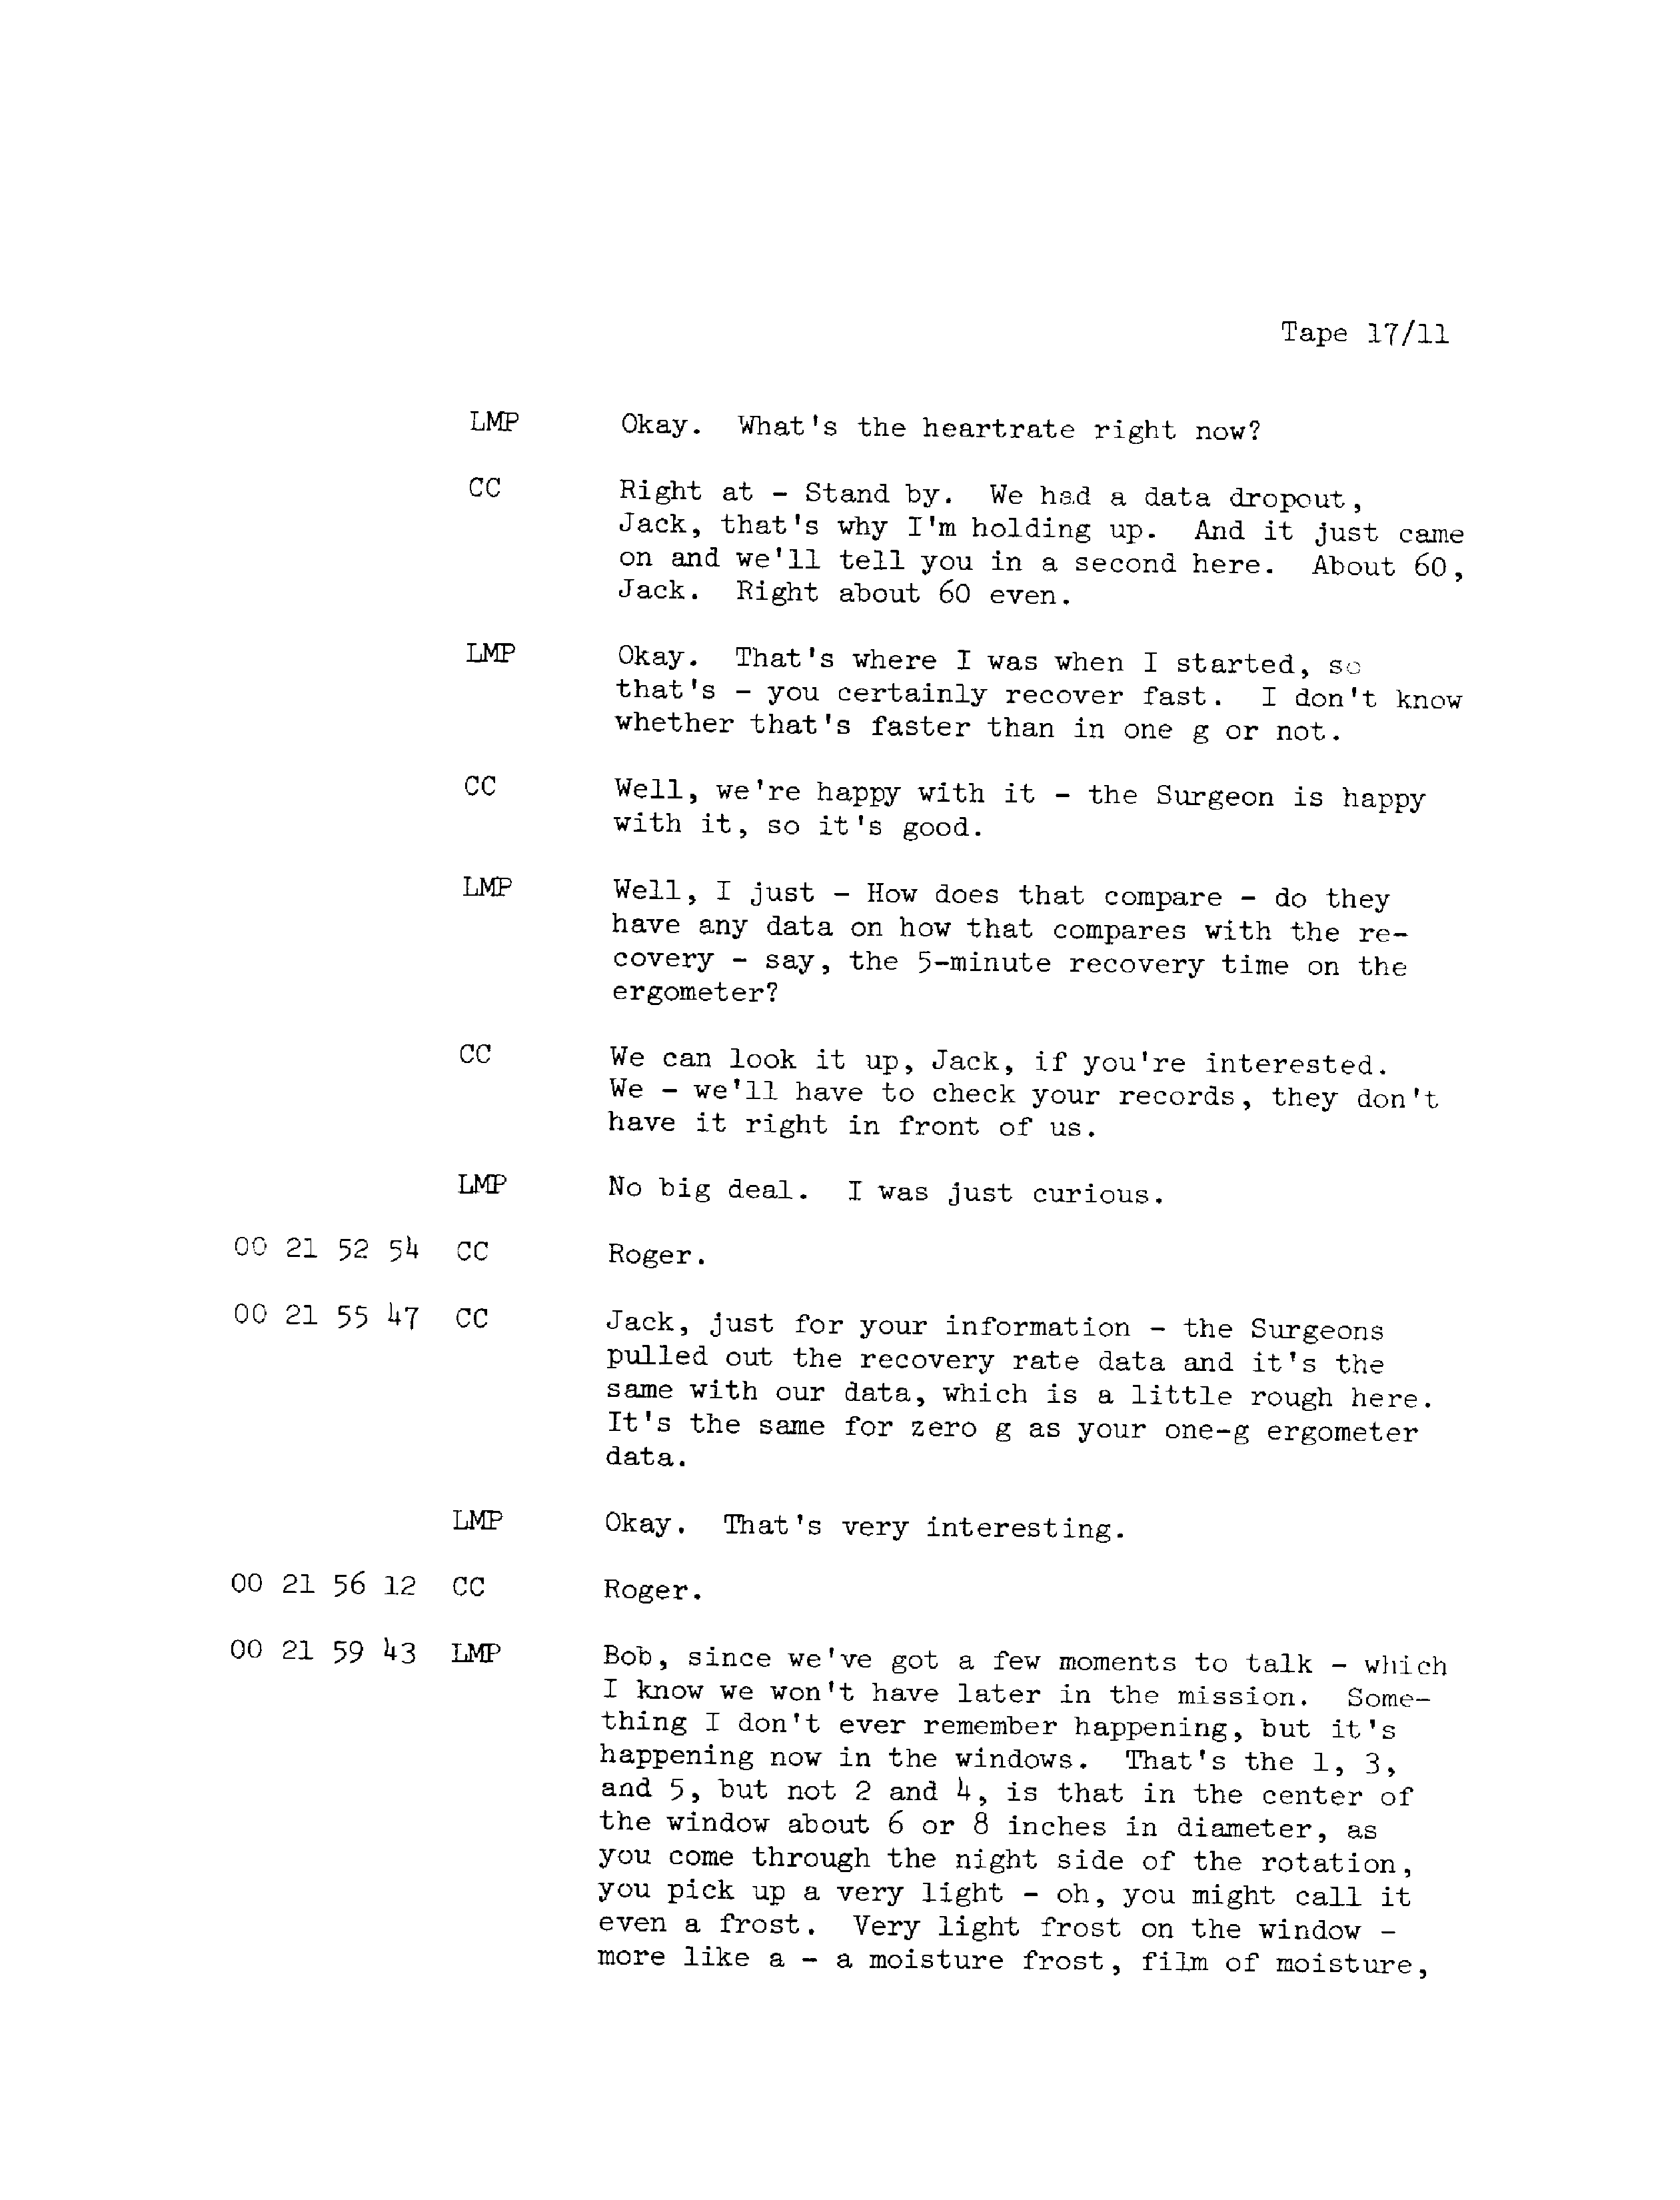 Tape 17/11
LMP Okay. What's the heartrate right now?
CC Right at - Stand by. We had a data dropout,
Jack, that's why I'm holding up. And it just came
on and we'll tell you in a second here. About 60,
Jack. Right about 60 even.
LMP Okay. That's where I was when I started, so
that's - you certainly recover fast. I don't know
whether that's faster than in one g or not.
CC Well, we're happy with it - the Surgeon is happy
with it, so it's good.
LMP Well, I just - How does that compare - do they
have any data on how that compares with the re-
covery - say, the 5-minute recovery time on the
ergometer?
CC We can look it up, Jack, if you're interested.
We - we'll have to check your records, they don't
have it right in front of us.
LMP No big deal. I was just curious.
00 21 52 54 CC Roger.
00 21 55 47 CC Jack, just for your information - the Surgeons
pulled out the recovery rate data and it's the
same with our data, which is a little rough here.
It's the same for zero g as your one-g ergometer
data.
LMP Okay. That's very interesting.
00 21 56 12 CC Roger.
00 21 59 43 LMP Bob, since we've got a few moments to talk - which
I know we won't have later in the mission. Some-
thing I don't ever remember happening, but it's
happening now in the windows. That's the 1, 3,
and 5, but not 2 and 4, is that in the center of
the window about 6 or 8 inches in diameter, as
you come through the night side of the rotation,
you pick up a very light - oh, you might call it
even a frost. Very light frost on the window -
more like a - a moisture frost, film of moisture,